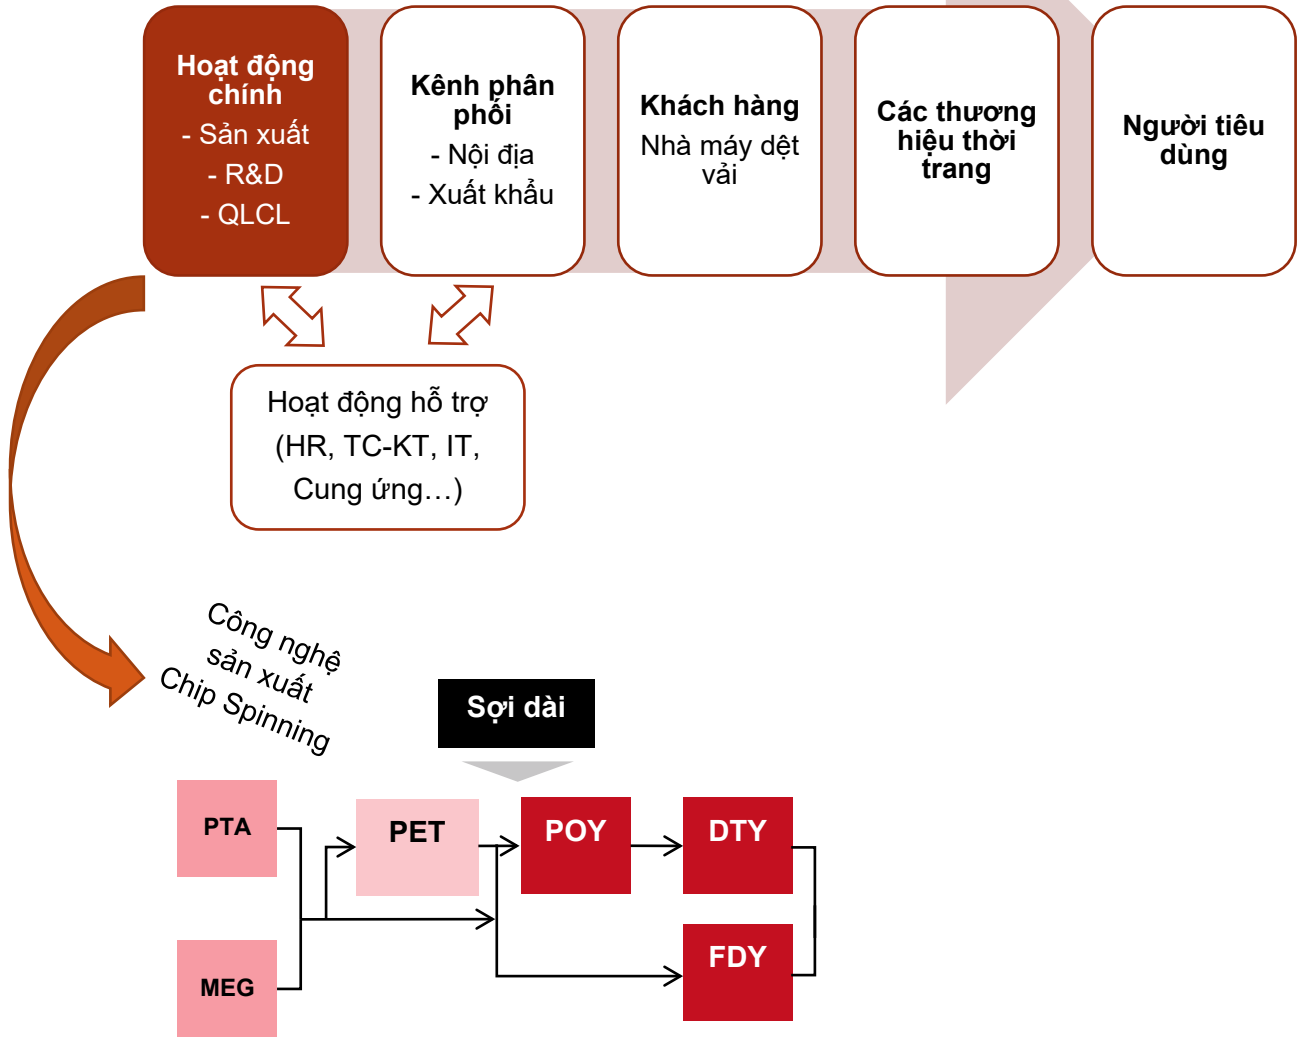 Hoạt động
chính
- Sản xuất
- R&D
- QLCL
Kênh phân
phối
- Nội địa
- Xuất khẩu
Khách hàng
Nhà máy dệt
vải
Các thương
hiệu thời
trang
Người tiêu
dùng
Hoạt động hỗ trợ
(HR, TC-KT, IT,
Cung ứng…)
Công nghệ
sản xuất
Chip Spinning
Sợi dài
PTA
PET
POY
DTY
MEG
FDY